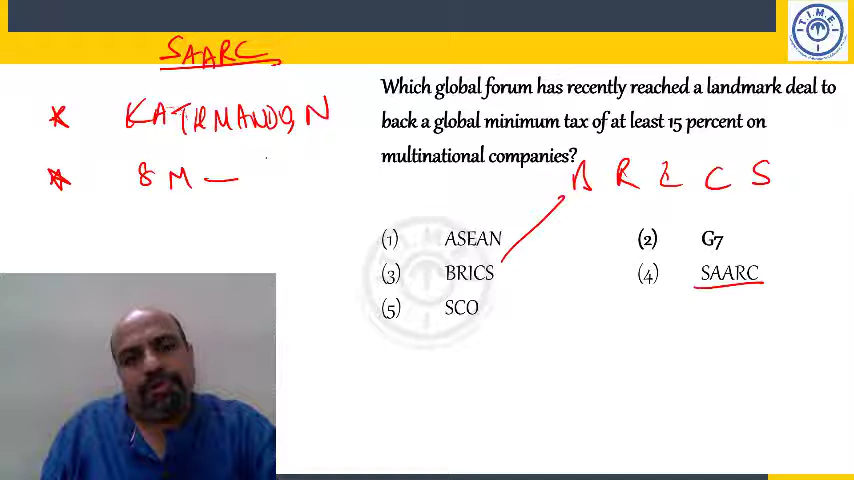 SAARC
* KATHMANDU, N
* 8 M —
T.I.M.E.
Which global forum has recently reached a landmark deal to
back a global minimum tax of at least 15 percent on
multinational companies?
B R I C S
(1) ASEAN (2) G7
(3) BRICS (4) SAARC
(5) SCO